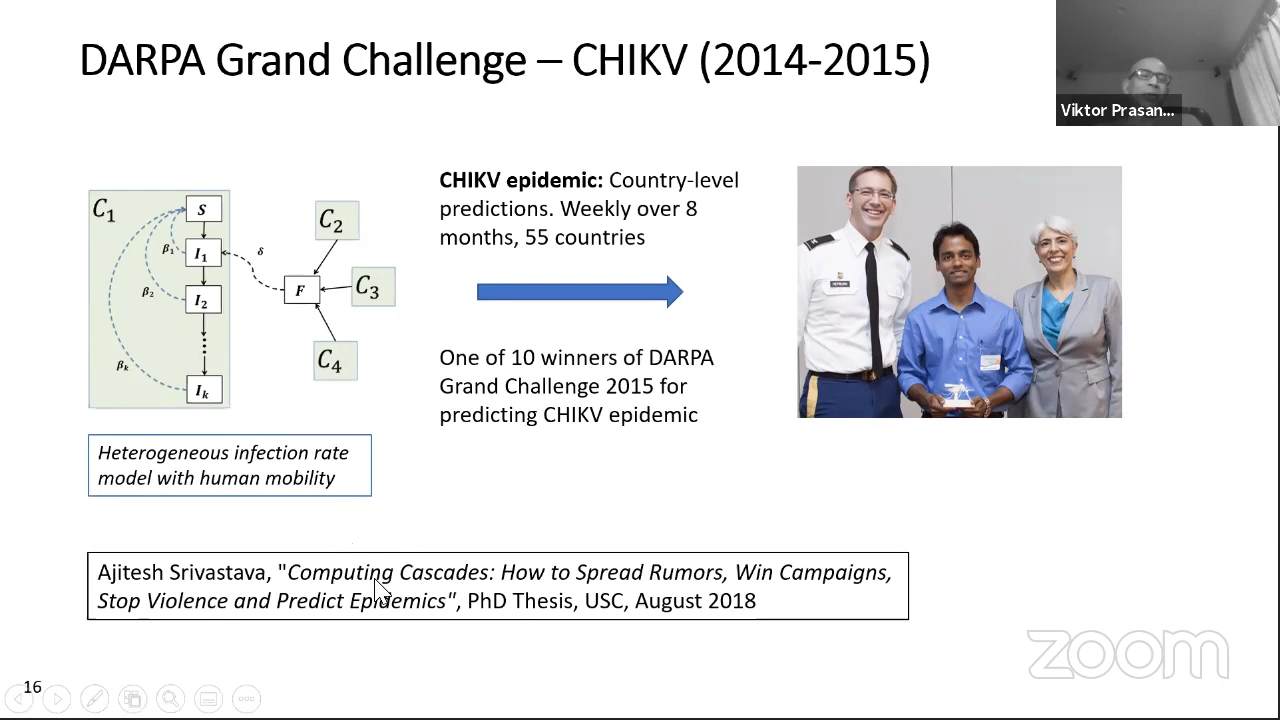 DARPA Grand Challenge – CHIKV (2014-2015)
Viktor Prasan...
C1
S
I1
I2
Ik
β1
β2
βk
δ
F
C2
C3
C4
CHIKV epidemic: Country-level
predictions. Weekly over 8
months, 55 countries
One of 10 winners of DARPA
Grand Challenge 2015 for
predicting CHIKV epidemic
Heterogeneous infection rate
model with human mobility
Ajitesh Srivastava, "Computing Cascades: How to Spread Rumors, Win Campaigns,
Stop Violence and Predict Epidemics", PhD Thesis, USC, August 2018
zoom
16